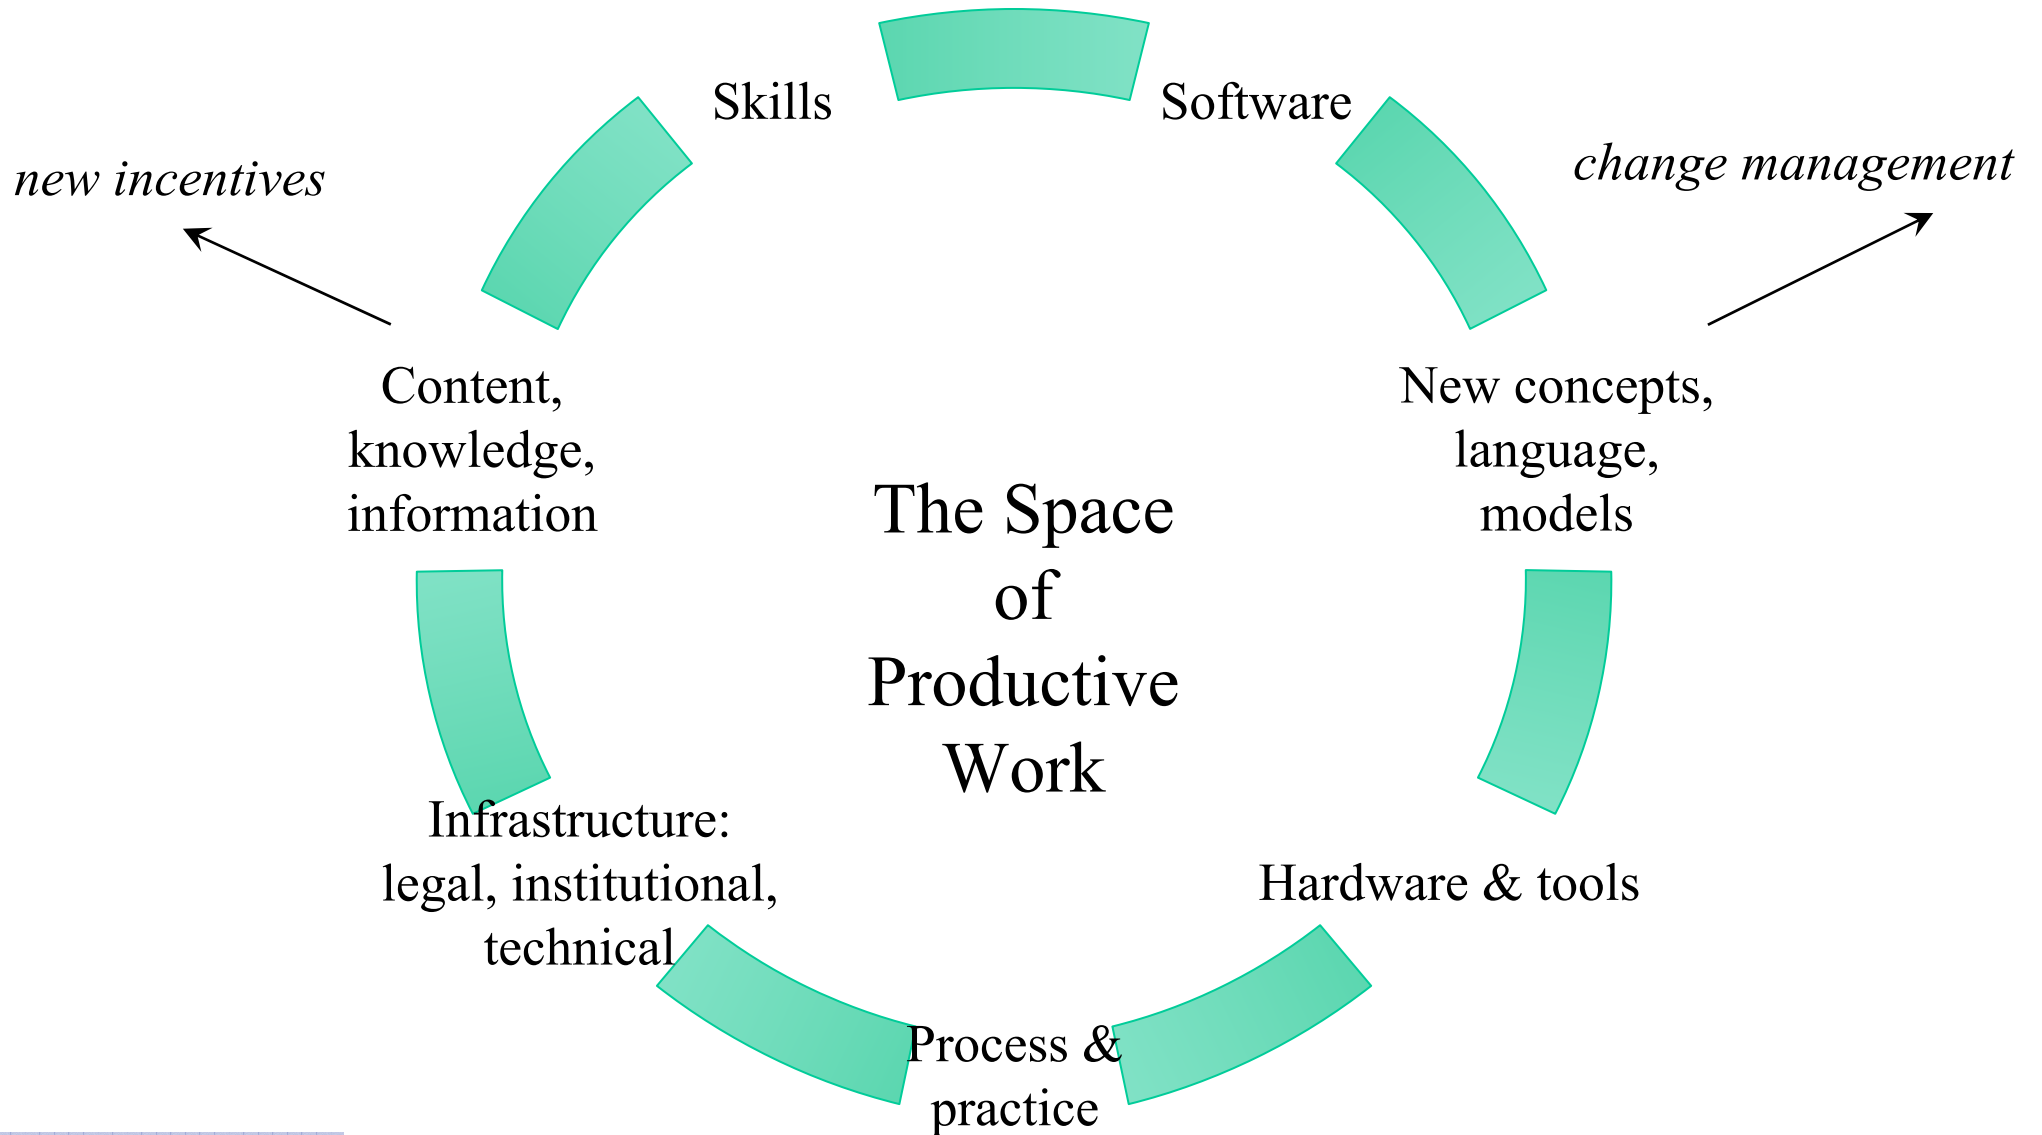 Skills
Software
new incentives
change management
Content,
knowledge,
information
New concepts,
language,
models
The Space
of
Productive
Work
Infrastructure:
legal, institutional,
technical
Hardware & tools
Process &
practice